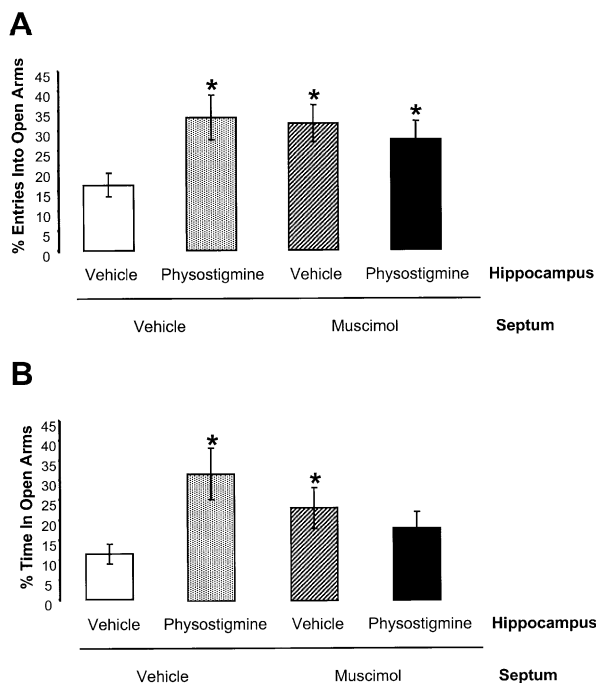 A
% Entries Into Open Arms
45
40
35
30
25
20
15
10
5
0
* * *
Vehicle Physostigmine Vehicle Physostigmine Hippocampus
Vehicle Muscimol Septum
B
% Time In Open Arms
45
40
35
30
25
20
15
10
5
0
* *
Vehicle Physostigmine Vehicle Physostigmine Hippocampus
Vehicle Muscimol Septum